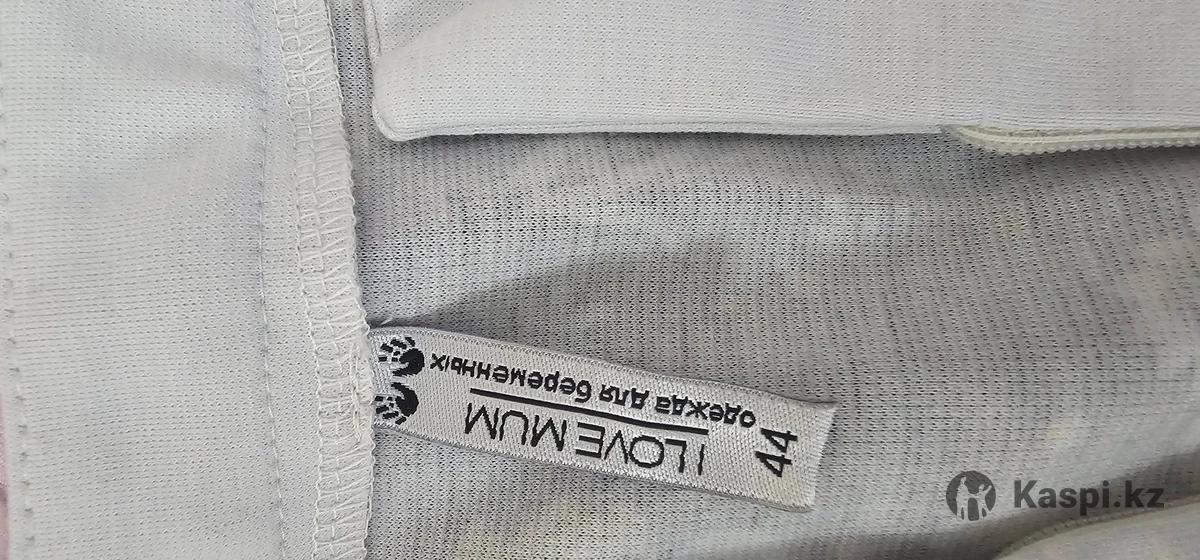 I LOVE MUM
одежда для беременных
44
Kaspi.kz